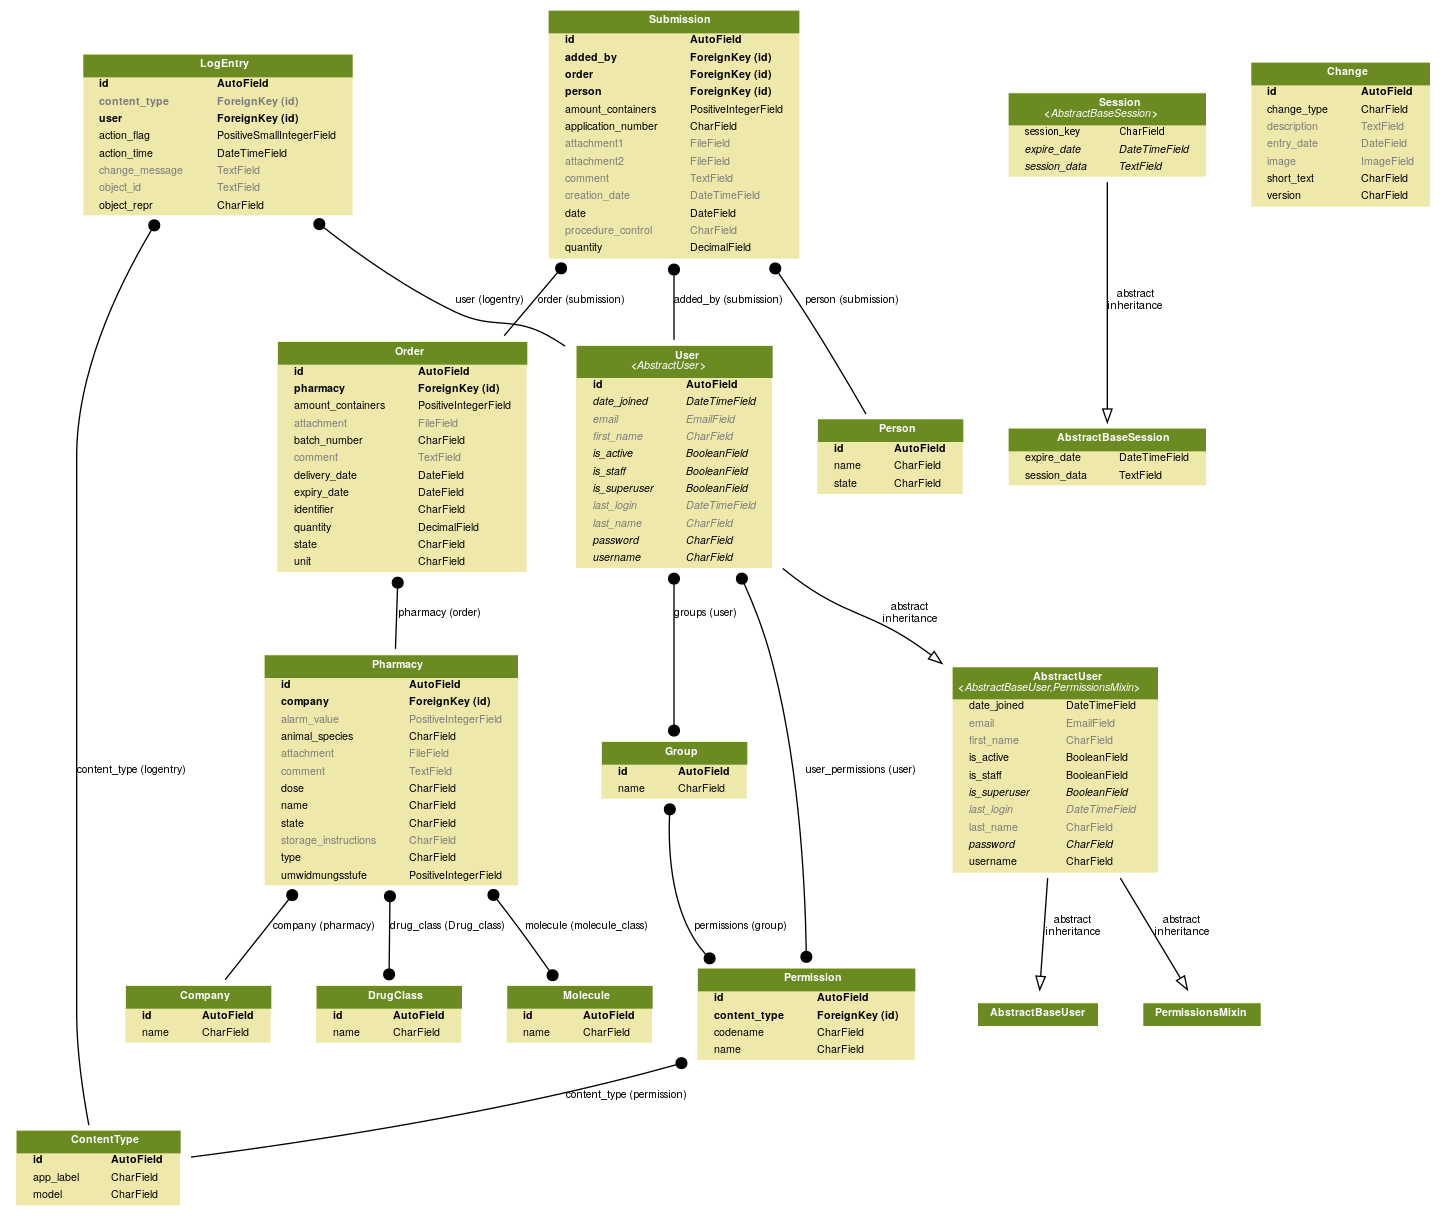 Submission
id AutoField
added_by ForeignKey (id)
order ForeignKey (id)
person ForeignKey (id)
amount_containers PositiveIntegerField
application_number CharField
attachment1 FileField
attachment2 FileField
comment TextField
creation_date DateTimeField
date DateField
procedure_control CharField
quantity DecimalField
LogEntry
id AutoField
content_type ForeignKey (id)
user ForeignKey (id)
action_flag PositiveSmallIntegerField
action_time DateTimeField
change_message TextField
object_id TextField
object_repr CharField
Session
<AbstractBaseSession>
session_key CharField
expire_date DateTimeField
session_data TextField
Change
id AutoField
change_type CharField
description TextField
entry_date DateField
image ImageField
short_text CharField
version CharField
user (logentry)
order (submission)
added_by (submission)
person (submission)
abstract
inheritance
Order
id AutoField
pharmacy ForeignKey (id)
amount_containers PositiveIntegerField
attachment FileField
batch_number CharField
comment TextField
delivery_date DateField
expiry_date DateField
identifier CharField
quantity DecimalField
state CharField
unit CharField
User
<AbstractUser>
id AutoField
date_joined DateTimeField
email EmailField
first_name CharField
is_active BooleanField
is_staff BooleanField
is_superuser BooleanField
last_login DateTimeField
last_name CharField
password CharField
username CharField
Person
id AutoField
name CharField
state CharField
AbstractBaseSession
expire_date DateTimeField
session_data TextField
pharmacy (order)
groups (user)
abstract
inheritance
Pharmacy
id AutoField
company ForeignKey (id)
alarm_value PositiveIntegerField
animal_species CharField
attachment FileField
comment TextField
dose CharField
name CharField
state CharField
storage_instructions CharField
type CharField
umwidmungsstufe PositiveIntegerField
AbstractUser
<AbstractBaseUser,PermissionsMixin>
date_joined DateTimeField
email EmailField
first_name CharField
is_active BooleanField
is_staff BooleanField
is_superuser BooleanField
last_login DateTimeField
last_name CharField
password CharField
username CharField
Group
id AutoField
name CharField
content_type (logentry)
user_permissions (user)
company (pharmacy)
drug_class (Drug_class)
molecule (molecule_class)
permissions (group)
abstract
inheritance
abstract
inheritance
Company
id AutoField
name CharField
DrugClass
id AutoField
name CharField
Molecule
id AutoField
name CharField
Permission
id AutoField
content_type ForeignKey (id)
codename CharField
name CharField
AbstractBaseUser
PermissionsMixin
content_type (permission)
ContentType
id AutoField
app_label CharField
model CharField